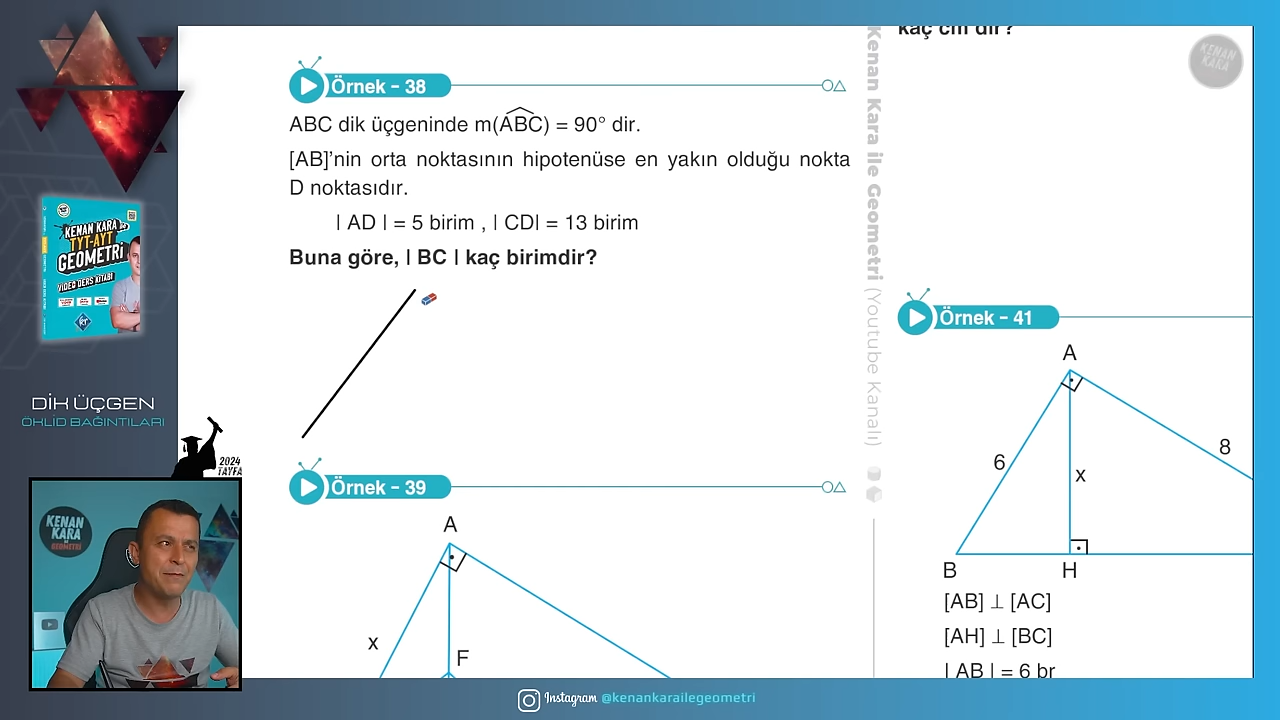 kaç cm dir?
KENAN KARA
Örnek – 38
ABC dik üçgeninde m(ABC) = 90° dir.
[AB]'nin orta noktasının hipotenüse en yakın olduğu nokta
D noktasıdır.
| AD | = 5 birim , | CD| = 13 birim
Buna göre, | BC | kaç birimdir?
Kenan Kara ile Geometri (Youtube Kanalı)
KENAN KARA
TYT-AYT
GEOMETRİ
VİDEO DERS KİTABI
DİK ÜÇGEN
ÖKLİD BAĞINTILARI
2024
TAYFA
KENAN
KARA
GEOMETRİ
Örnek – 39
A
x
F
Örnek – 41
A
6
8
x
B
H
[AB] ⊥ [AC]
[AH] ⊥ [BC]
| AB | = 6 br
Instagram @kenankarailegeometri